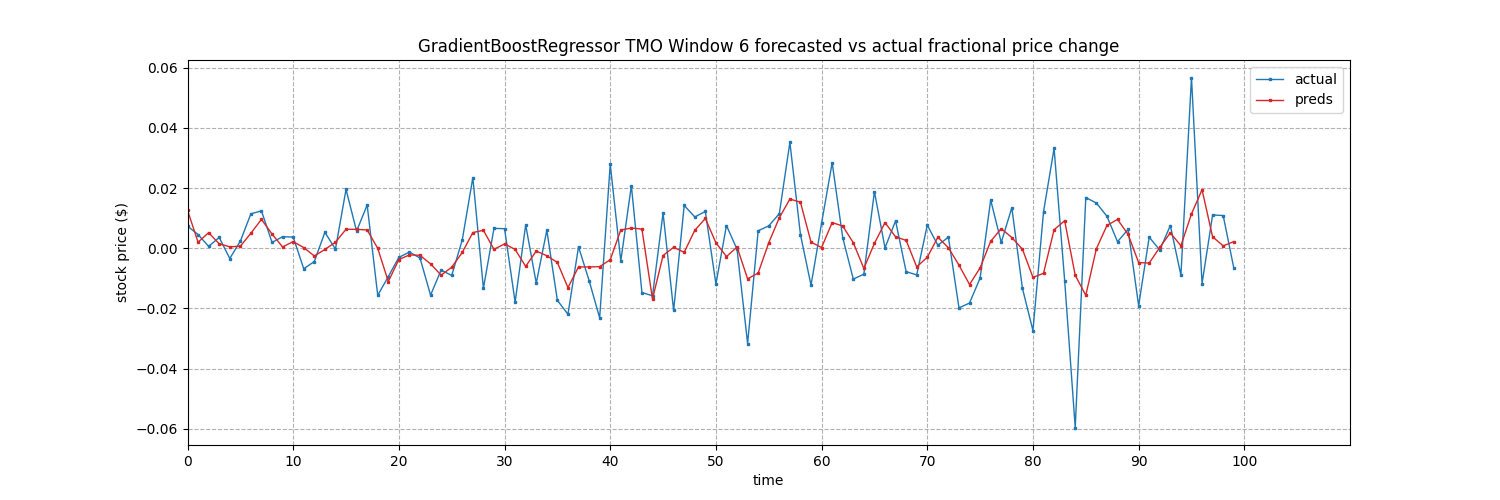 GradientBoostRegressor TMO Window 6 forecasted vs actual fractional price change
0.06
0.04
0.02
0.00
−0.02
−0.04
−0.06
stock price ($)
actual
preds
0 10 20 30 40 50 60 70 80 90 100
time